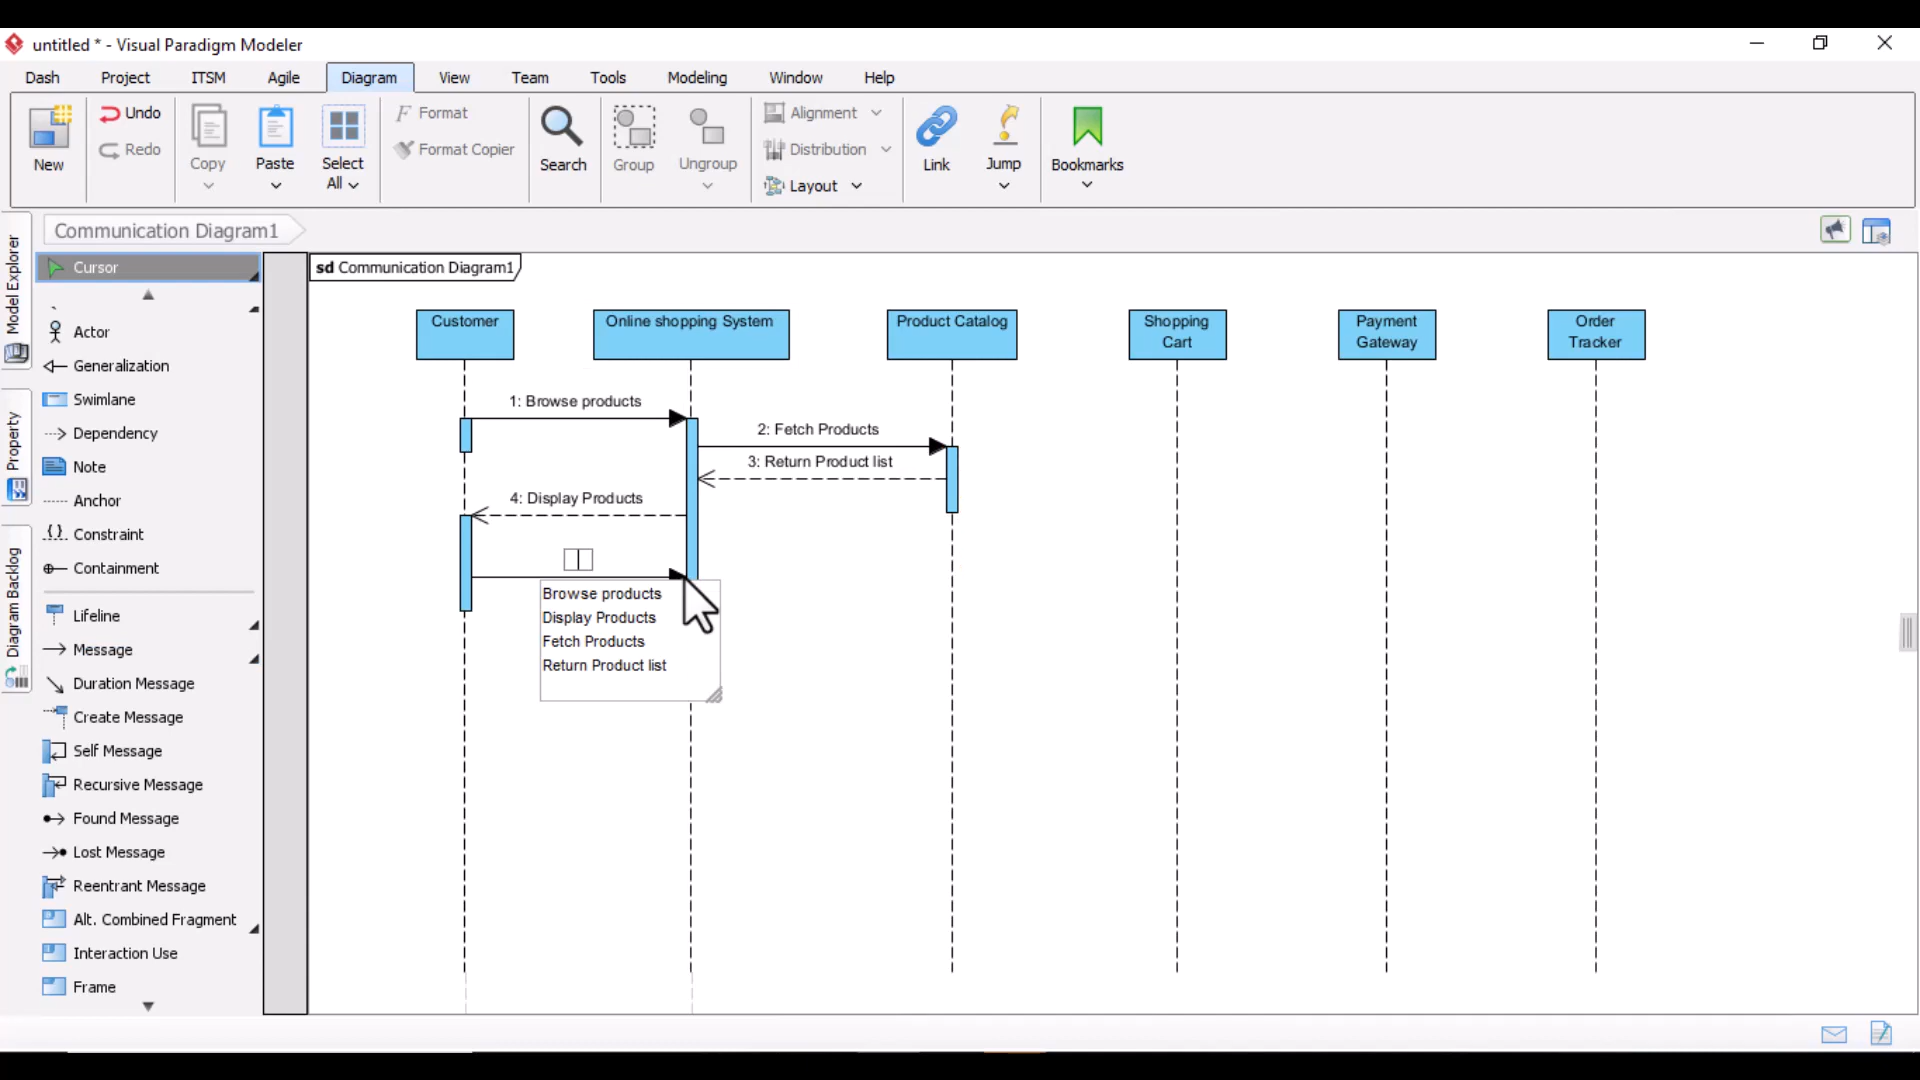 untitled * - Visual Paradigm Modeler
Dash Project ITSM Agile Diagram View Team Tools Modeling Window Help
New
Undo
Redo
Copy
Paste
Select
All
Format
Format Copier
Search
Group
Ungroup
Alignment
Distribution
Layout
Link
Jump
Bookmarks
Communication Diagram1
Model Explorer
Property
Diagram Backlog
Cursor
Actor
Generalization
Swimlane
Dependency
Note
Anchor
Constraint
Containment
Lifeline
Message
Duration Message
Create Message
Self Message
Recursive Message
Found Message
Lost Message
Reentrant Message
Alt. Combined Fragment
Interaction Use
Frame
sd Communication Diagram1
Customer
Online shopping System
Product Catalog
Shopping
Cart
Payment
Gateway
Order
Tracker
1: Browse products
2: Fetch Products
3: Return Product list
4: Display Products
Browse products
Display Products
Fetch Products
Return Product list